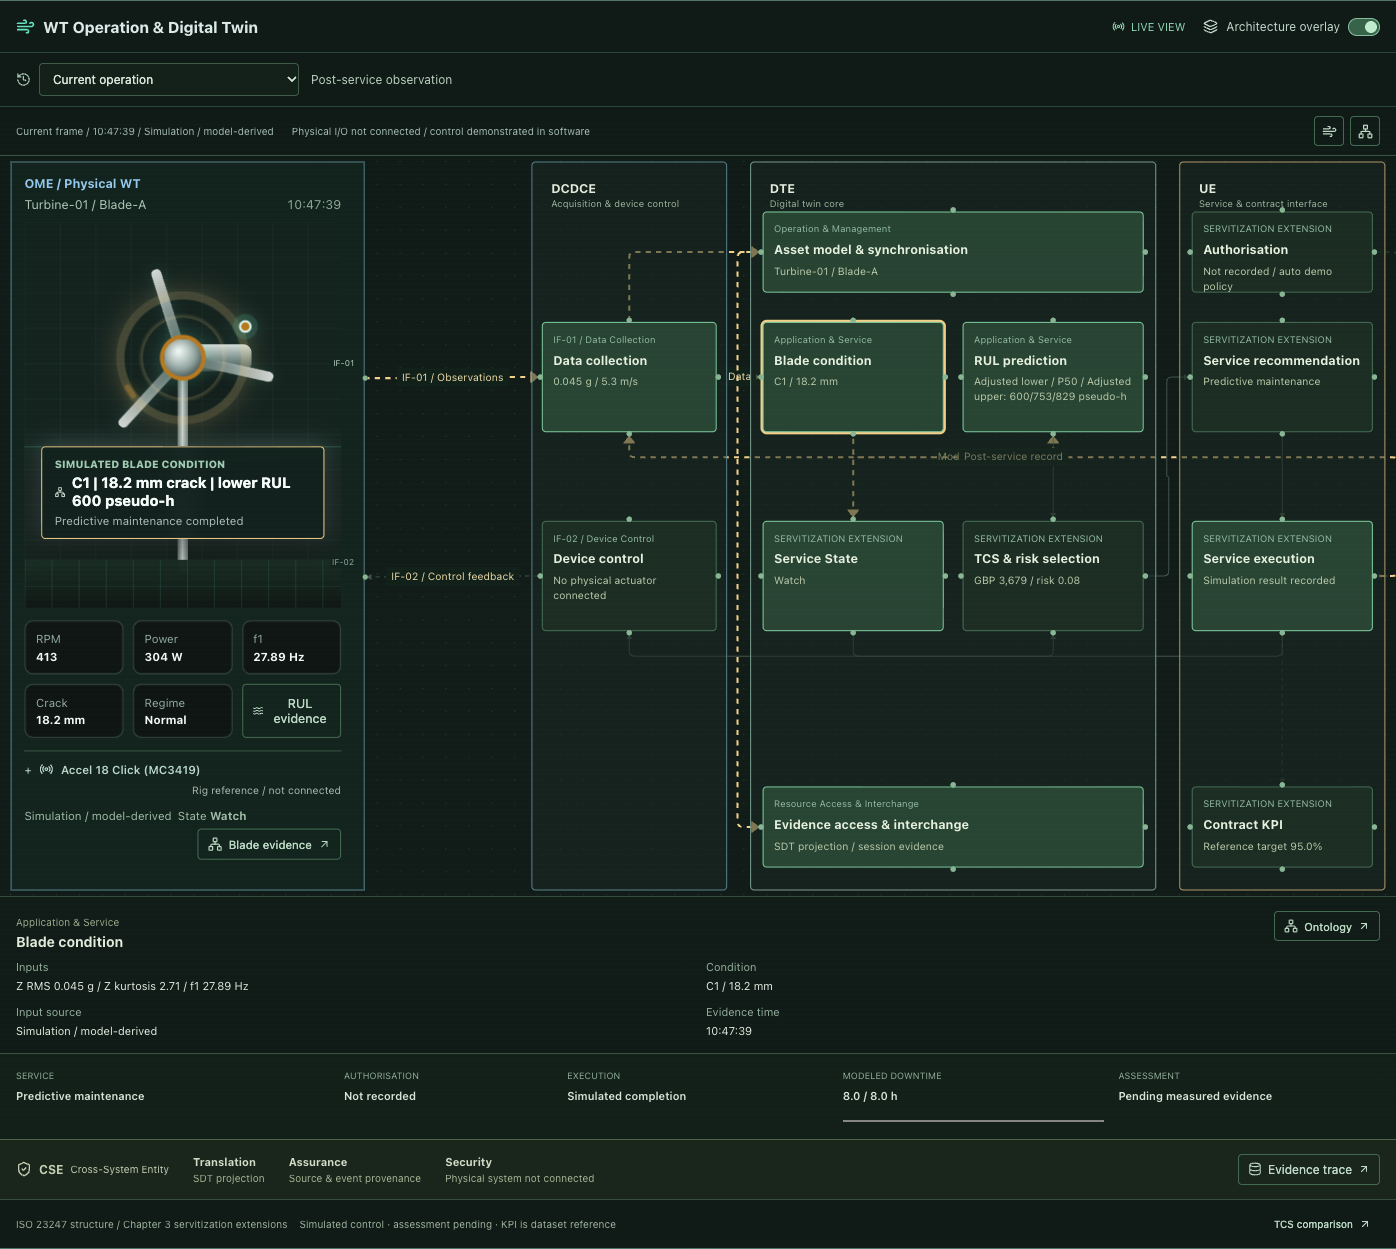 WT Operation & Digital Twin
LIVE VIEW
Architecture overlay
Current operation
Post-service observation
Current frame / 10:47:39 / Simulation / model-derived
Physical I/O not connected / control demonstrated in software
OME / Physical WT
Turbine-01 / Blade-A
10:47:39
IF-01
SIMULATED BLADE CONDITION
C1 | 18.2 mm crack | lower RUL
600 pseudo-h
Predictive maintenance completed
IF-02
RPM
413
Power
304 W
f1
27.89 Hz
Crack
18.2 mm
Regime
Normal
RUL
evidence
+ Accel 18 Click (MC3419)
Rig reference / not connected
Simulation / model-derived State Watch
Blade evidence
IF-01 / Observations
IF-02 / Control feedback
DCDCE
Acquisition & device control
IF-01 / Data Collection
Data collection
0.045 g / 5.3 m/s
IF-02 / Device Control
Device control
No physical actuator
connected
Data
DTE
Digital twin core
Operation & Management
Asset model & synchronisation
Turbine-01 / Blade-A
Application & Service
Blade condition
C1 / 18.2 mm
Application & Service
RUL prediction
Adjusted lower / P50 / Adjusted
upper: 600/753/829 pseudo-h
Mod
Post-service record
SERVITIZATION EXTENSION
Service State
Watch
SERVITIZATION EXTENSION
TCS & risk selection
GBP 3,679 / risk 0.08
Resource Access & Interchange
Evidence access & interchange
SDT projection / session evidence
UE
Service & contract interface
SERVITIZATION EXTENSION
Authorisation
Not recorded / auto demo
policy
SERVITIZATION EXTENSION
Service recommendation
Predictive maintenance
SERVITIZATION EXTENSION
Service execution
Simulation result recorded
SERVITIZATION EXTENSION
Contract KPI
Reference target 95.0%
Application & Service
Blade condition
Ontology
Inputs
Z RMS 0.045 g / Z kurtosis 2.71 / f1 27.89 Hz
Condition
C1 / 18.2 mm
Input source
Simulation / model-derived
Evidence time
10:47:39
SERVICE
Predictive maintenance
AUTHORISATION
Not recorded
EXECUTION
Simulated completion
MODELED DOWNTIME
8.0 / 8.0 h
ASSESSMENT
Pending measured evidence
CSE Cross-System Entity
Translation
SDT projection
Assurance
Source & event provenance
Security
Physical system not connected
Evidence trace
ISO 23247 structure / Chapter 3 servitization extensions
Simulated control · assessment pending · KPI is dataset reference
TCS comparison